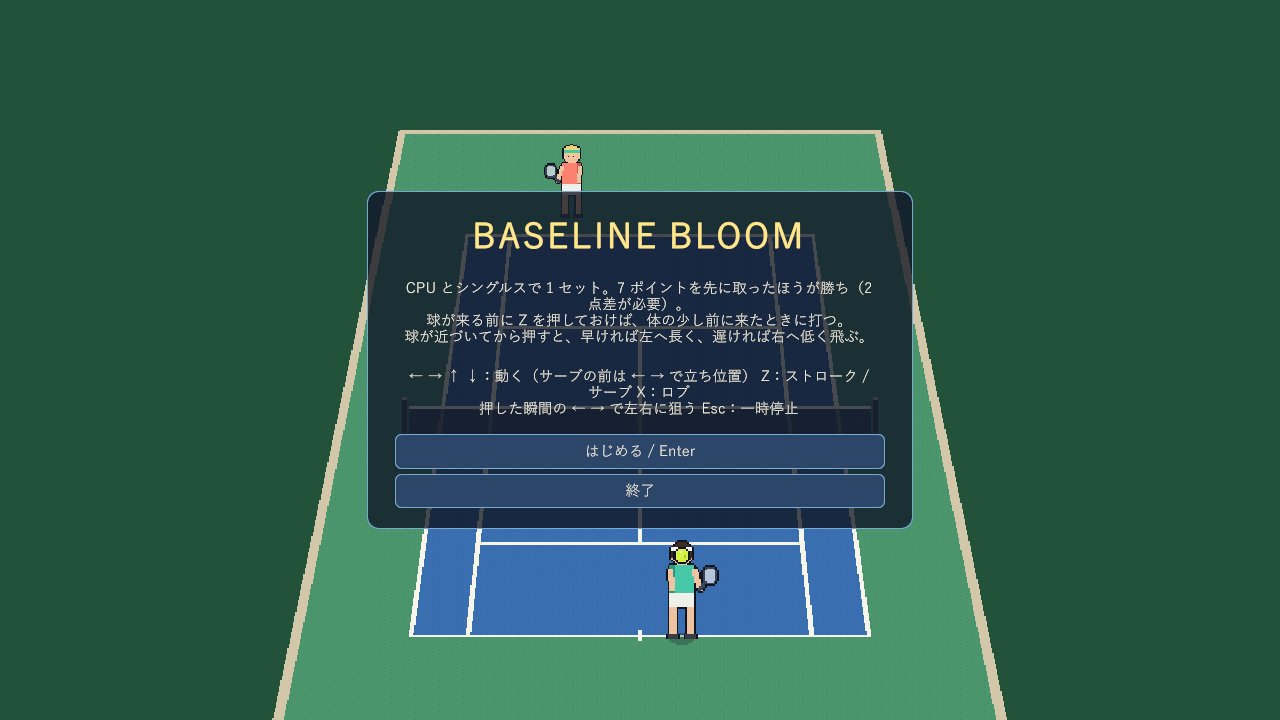 BASELINE BLOOM
CPU とシングルスで 1 セット。7 ポイントを先に取ったほうが勝ち（2
点差が必要）。
球が来る前に Z を押しておけば、体の少し前に来たときに打つ。
球が近づいてから押すと、早ければ左へ長く、遅ければ右へ低く飛ぶ。
← → ↑ ↓：動く（サーブの前は ← → で立ち位置） Z：ストローク /
サーブ X：ロブ
押した瞬間の ← → で左右に狙う Esc：一時停止
はじめる / Enter
終了